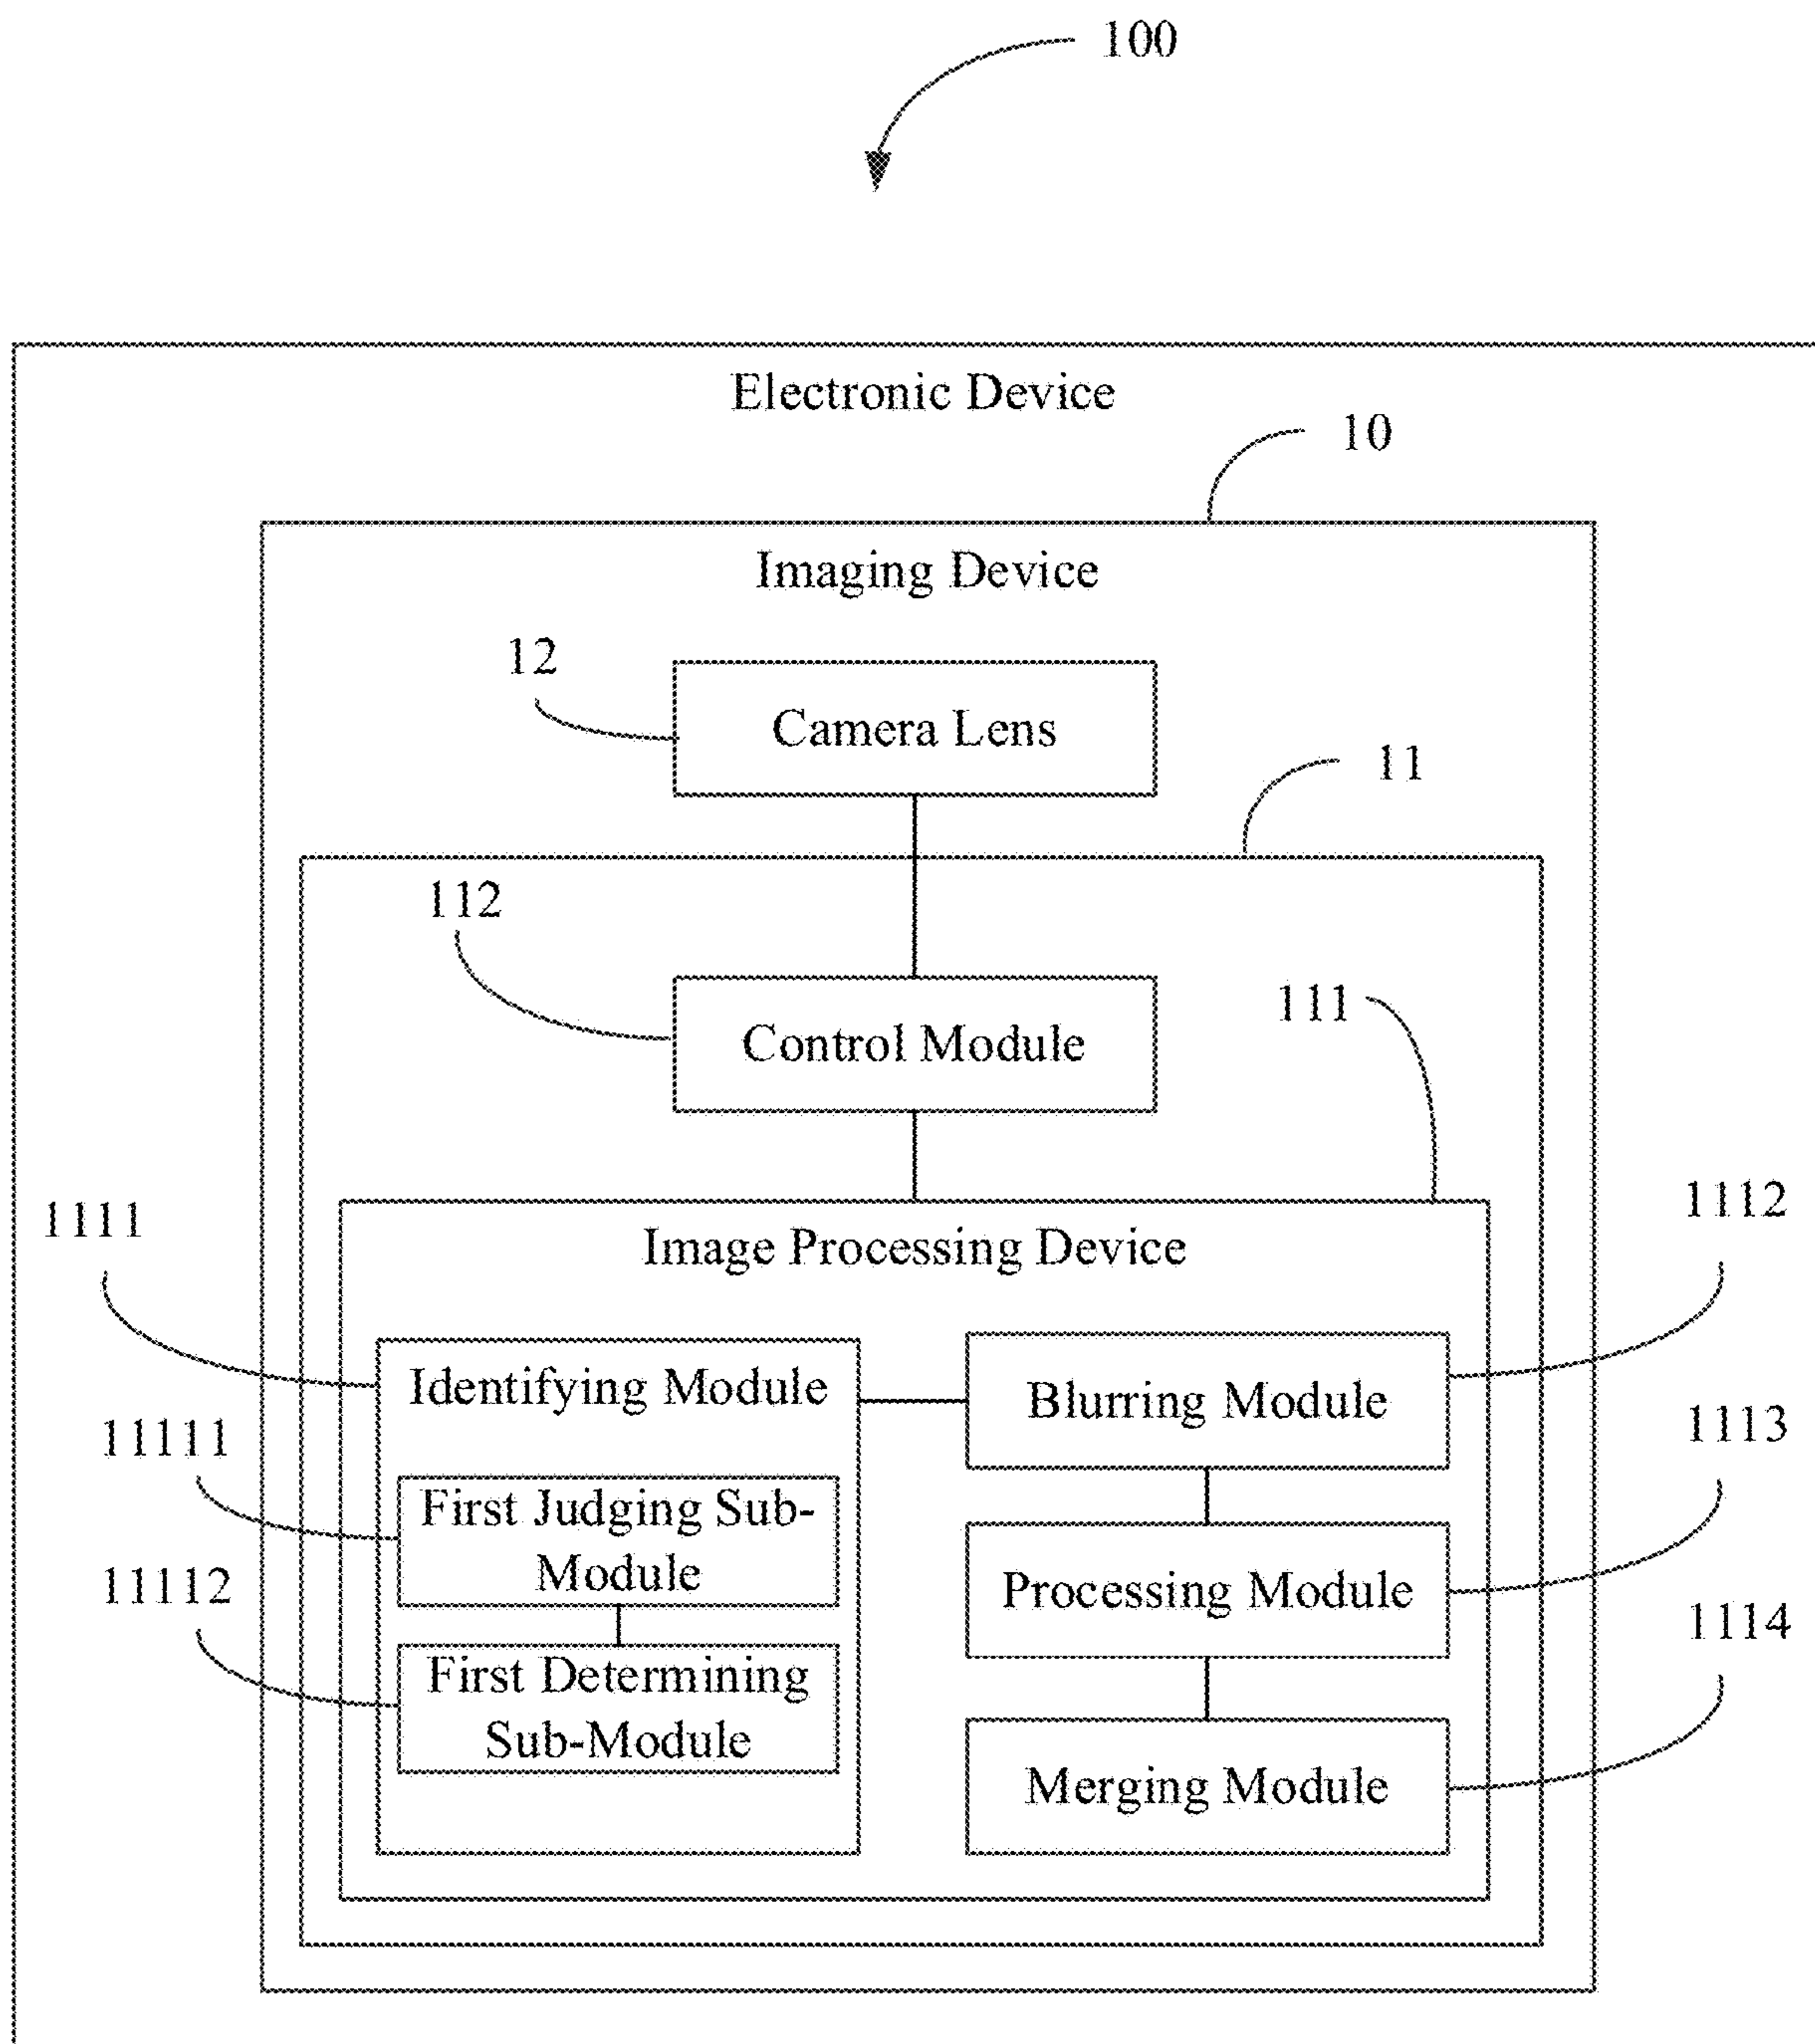 100
Electronic Device
10
Imaging Device
12
Camera Lens
11
112
Control Module
111
1111
Image Processing Device
1112
Identifying Module
Blurring Module
11111
First Judging Sub-
Module
1113
Processing Module
11112
First Determining
Sub-Module
1114
Merging Module